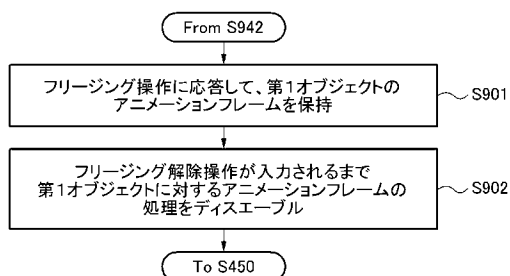 From S942
フリージング操作に応答して、第1オブジェクトの
アニメーションフレームを保持
S901
フリージング解除操作が入力されるまで
第1オブジェクトに対するアニメーションフレームの
処理をディスエーブル
S902
To S450